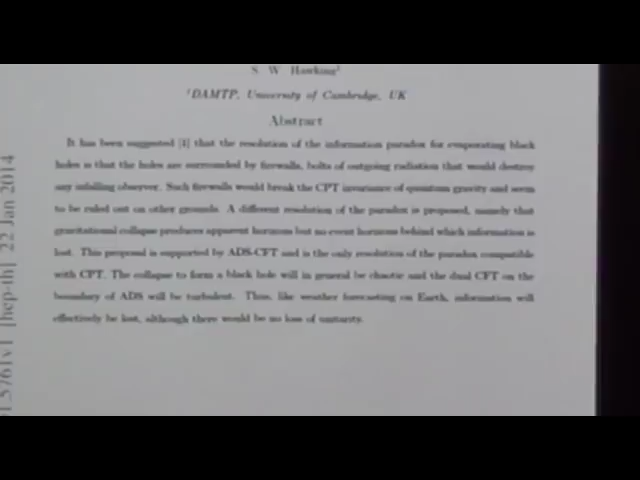 S. W. Hawking¹
¹DAMTP, University of Cambridge, UK
Abstract
It has been suggested [1] that the resolution of the information paradox for evaporating black
holes is that the holes are surrounded by firewalls, bolts of outgoing radiation that would destroy
any infalling observer. Such firewalls would break the CPT invariance of quantum gravity and seem
to be ruled out on other grounds. A different resolution of the paradox is proposed, namely that
gravitational collapse produces apparent horizons but no event horizons behind which information is
lost. This proposal is supported by ADS-CFT and is the only resolution of the paradox compatible
with CPT. The collapse to form a black hole will in general be chaotic and the dual CFT on the
boundary of ADS will be turbulent. Thus, like weather forecasting on Earth, information will
effectively be lost, although there would be no loss of unitarity.
1.5761v1 [hep-th] 22 Jan 2014